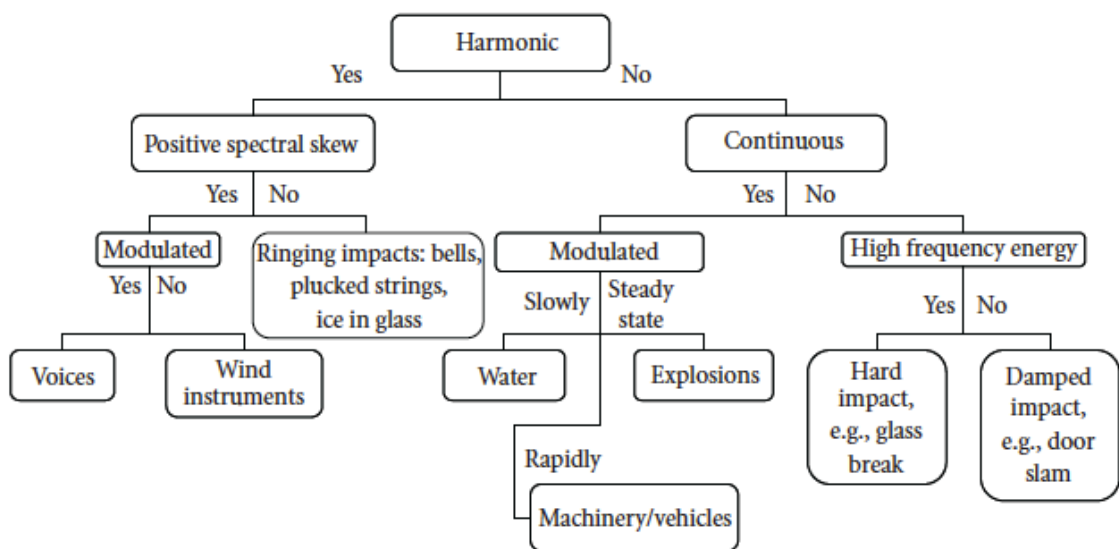 Harmonic
Yes
No
Positive spectral skew
Continuous
Yes
No
Yes
No
Modulated
Ringing impacts: bells,
plucked strings,
ice in glass
Modulated
High frequency energy
Yes
No
Slowly
Steady
state
Yes
No
Voices
Wind
instruments
Water
Explosions
Hard
impact,
e.g., glass
break
Damped
impact,
e.g., door
slam
Rapidly
Machinery/vehicles